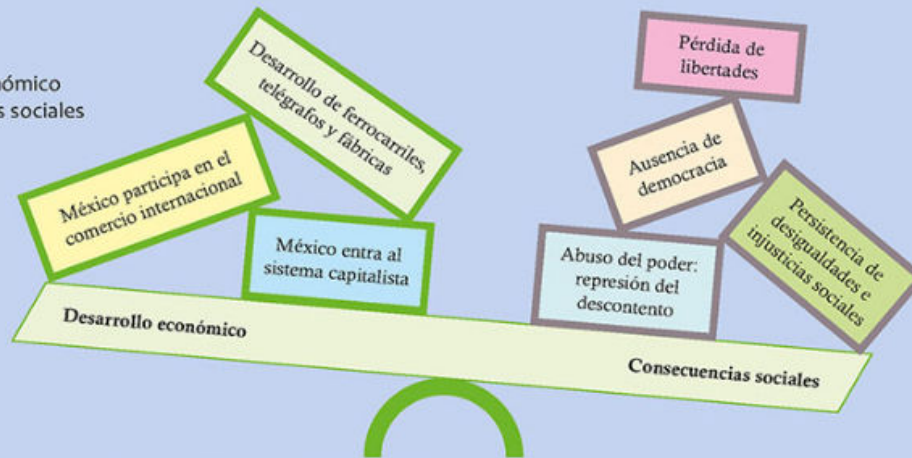 sociales
Desarrollo de ferrocarriles,
telégrafos y fábricas
México participa en el
comercio internacional
México entra al
sistema capitalista
Desarrollo económico
Pérdida de
libertades
Ausencia de
democracia
Abuso del poder:
represión del
descontento
Persistencia de
desigualdades e
injusticias sociales
Consecuencias sociales